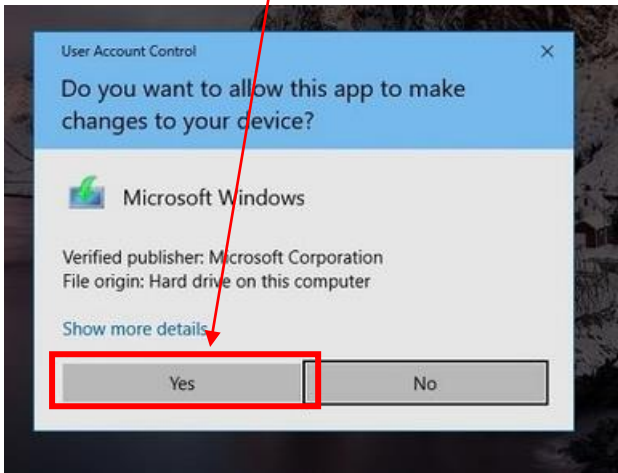 User Account Control
Do you want to allow this app to make
changes to your device?
Microsoft Windows
Verified publisher: Microsoft Corporation
File origin: Hard drive on this computer
Show more details
Yes No